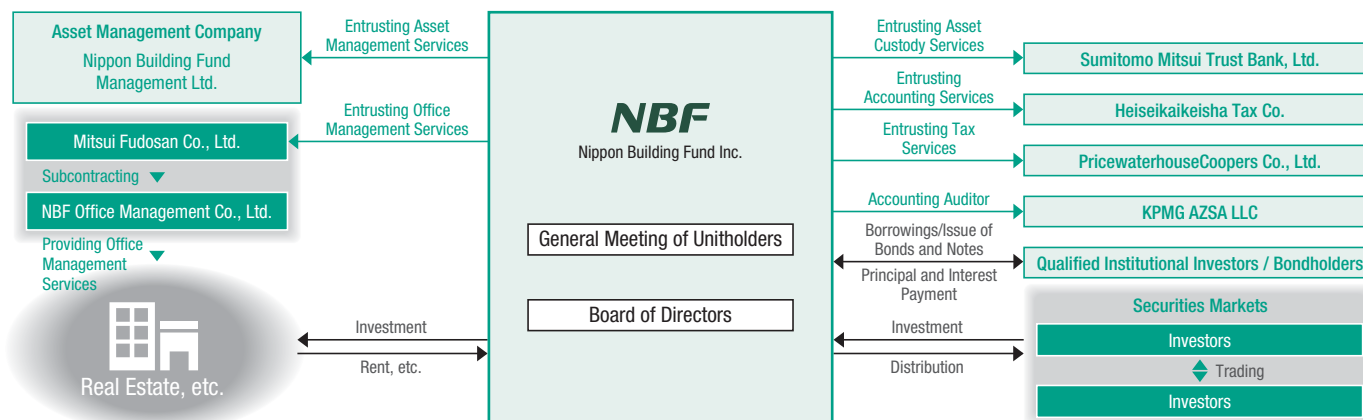 Asset Management Company
Nippon Building Fund
Management Ltd.
Entrusting Asset
Management Services
Entrusting Office
Management Services
Mitsui Fudosan Co., Ltd.
Subcontracting
NBF Office Management Co., Ltd.
Providing Office
Management
Services
Real Estate, etc.
Investment
Rent, etc.
NBF
Nippon Building Fund Inc.
General Meeting of Unitholders
Board of Directors
Entrusting Asset
Custody Services
Sumitomo Mitsui Trust Bank, Ltd.
Entrusting
Accounting Services
Heiseikaikeisha Tax Co.
Entrusting Tax
Services
PricewaterhouseCoopers Co., Ltd.
Accounting Auditor
KPMG AZSA LLC
Borrowings/Issue of
Bonds and Notes
Principal and Interest
Payment
Qualified Institutional Investors / Bondholders
Investment
Distribution
Securities Markets
Investors
Trading
Investors